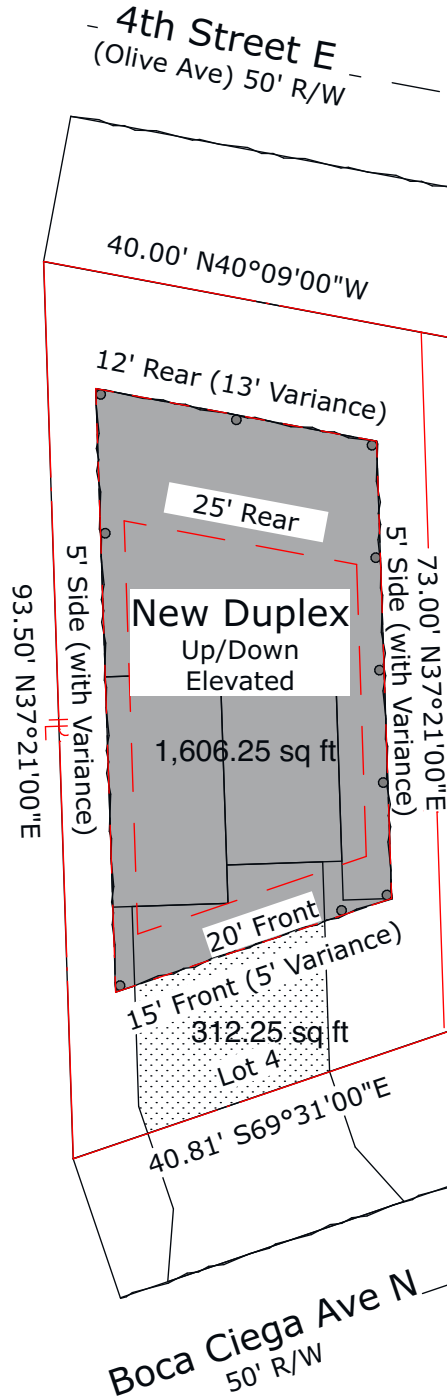 4th Street E
(Olive Ave) 50' R/W
40.00' N40°09'00"W
12' Rear (13' Variance)
25' Rear
5' Side (with Variance)
5' Side (with Variance)
93.50' N37°21'00"E
73.00' N37°21'00"E
New Duplex
Up/Down
Elevated
1,606.25 sq ft
20' Front
15' Front (5' Variance)
312.25 sq ft
Lot 4
40.81' S69°31'00"E
Boca Ciega Ave N
50' R/W